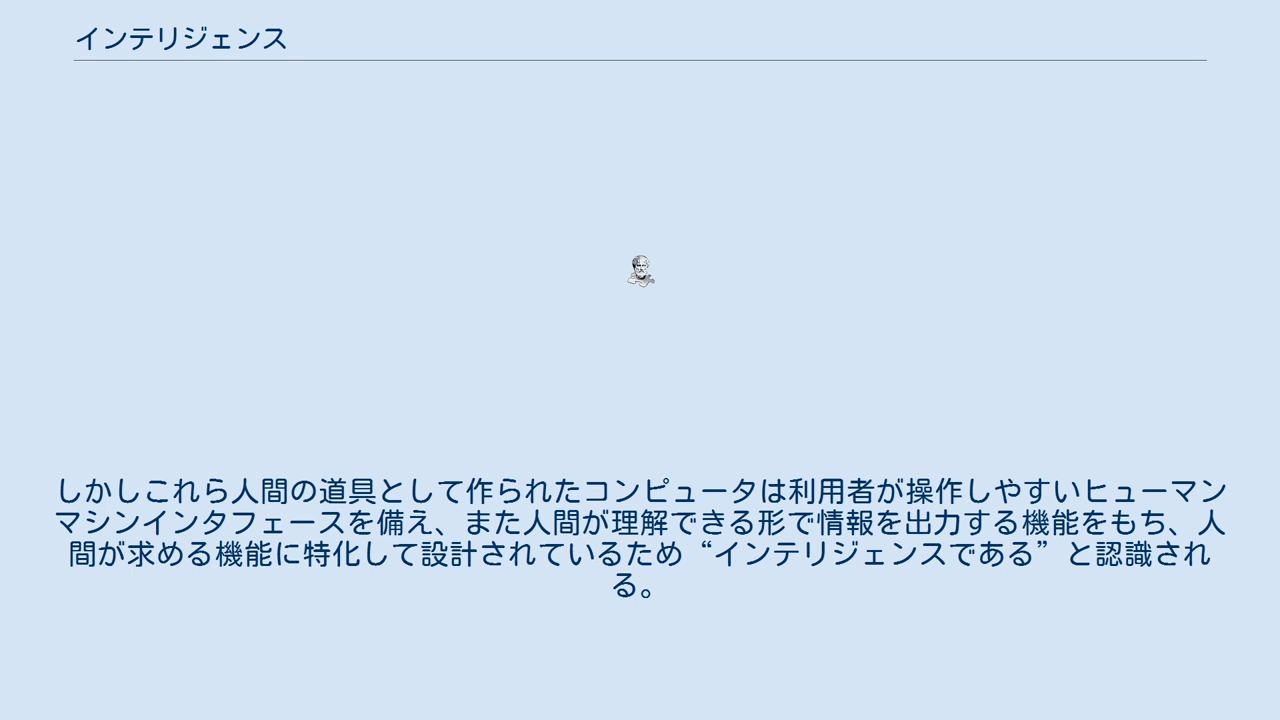 インテリジェンス
しかしこれら人間の道具として作られたコンピュータは利用者が操作しやすいヒューマン
マシンインタフェースを備え、また人間が理解できる形で情報を出力する機能をもち、人
間が求める機能に特化して設計されているため“インテリジェンスである”と認識され
る。